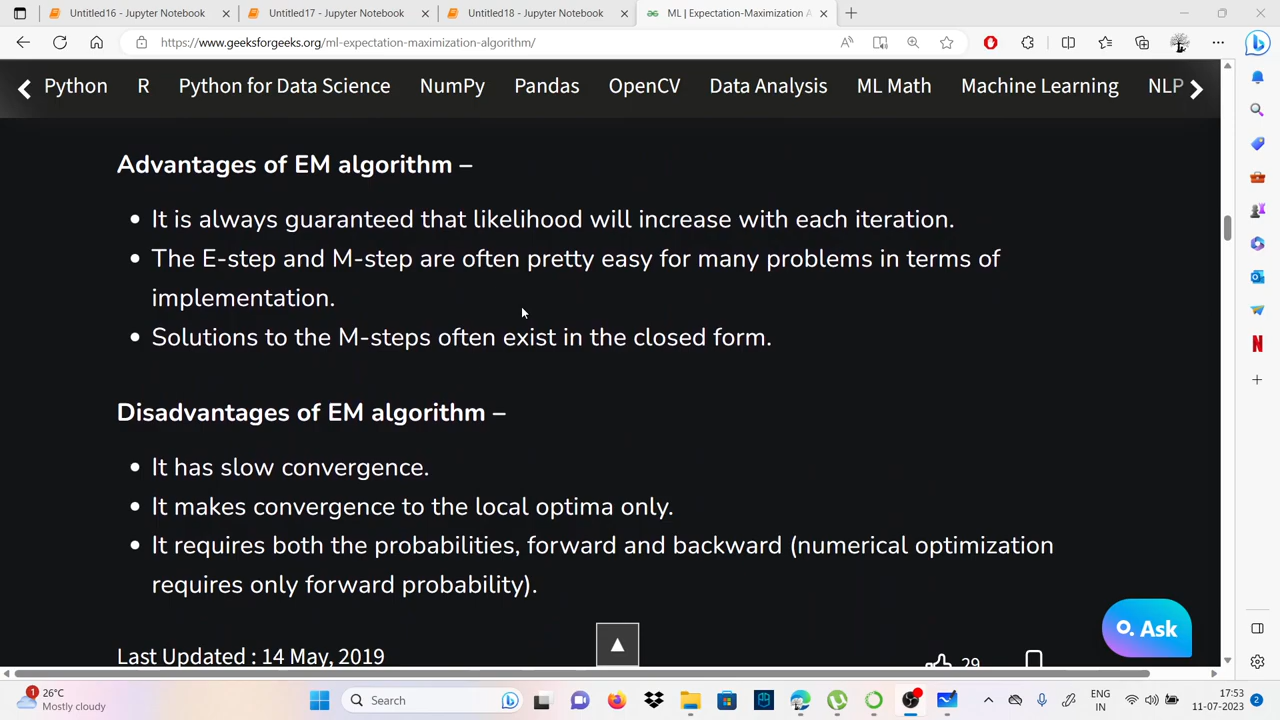 Untitled16 - Jupyter Notebook
Untitled17 - Jupyter Notebook
Untitled18 - Jupyter Notebook
ML | Expectation-Maximization A
https://www.geeksforgeeks.org/ml-expectation-maximization-algorithm/
Python R Python for Data Science NumPy Pandas OpenCV Data Analysis ML Math Machine Learning NLP
Advantages of EM algorithm –
It is always guaranteed that likelihood will increase with each iteration.
The E-step and M-step are often pretty easy for many problems in terms of
implementation.
Solutions to the M-steps often exist in the closed form.
Disadvantages of EM algorithm –
It has slow convergence.
It makes convergence to the local optima only.
It requires both the probabilities, forward and backward (numerical optimization
requires only forward probability).
Ask
Last Updated : 14 May, 2019
29
1
26°C
Mostly cloudy
Search
ENG
IN
17:53
11-07-2023
2